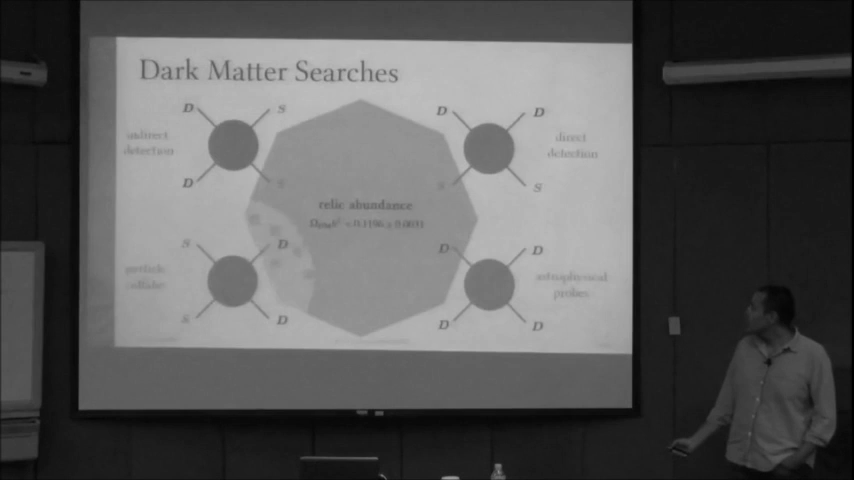 Dark Matter Searches
D S
D D
indirect
detection
direct
detection
D S
S S
relic abundance
S D
D D
particle
collider
astrophysical
probes
S D
D D